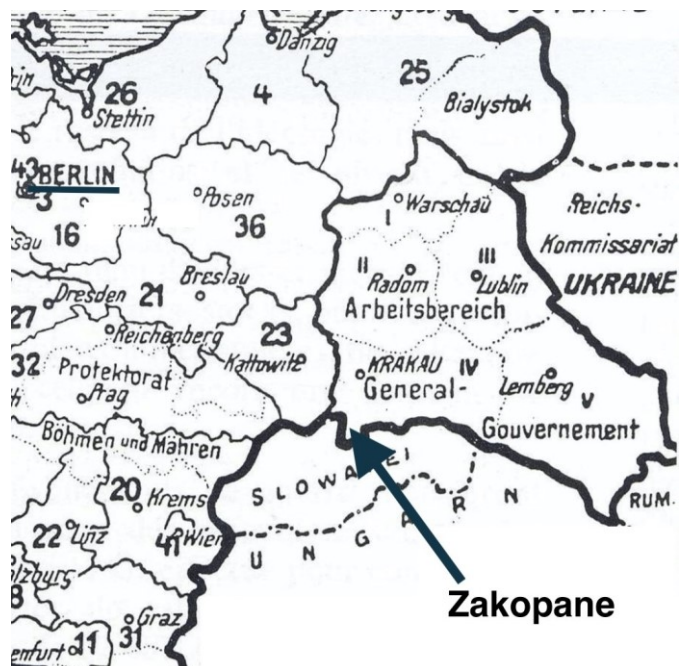 Danzig
25
4
Bialystok
26
Stettin
43
BERLIN
3
Posen
I
Warschau
Reichs-
16
36
Kommissariat
II
Radom
III
Lublin
UKRAINE
Dresden
21
Breslau
Arbeitsbereich
27
Reichenberg
23
Kattowitz
32
Protektorat
KRAKAU
IV
Lemberg
V
Prag
General-
Gouvernement
Böhmen und Mähren
20
Krems
SLOWAKEI
RUM.
22
Linz
41
Wien
UNGARN
Graz
31
11
Zakopane